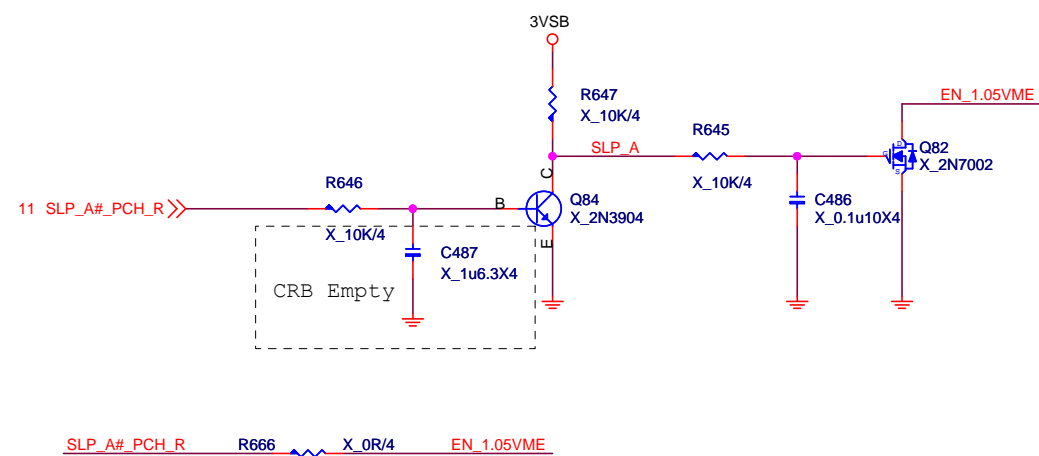 3VSB
R647
X_10K/4
EN_1.05VME
SLP_A
R645
X_10K/4
D
G
S
Q82
X_2N7002
C
B
E
Q84
X_2N3904
C486
X_0.1u10X4
11 SLP_A#_PCH_R
R646
X_10K/4
C487
X_1u6.3X4
CRB Empty
SLP_A#_PCH_R R666 X_0R/4 EN_1.05VME